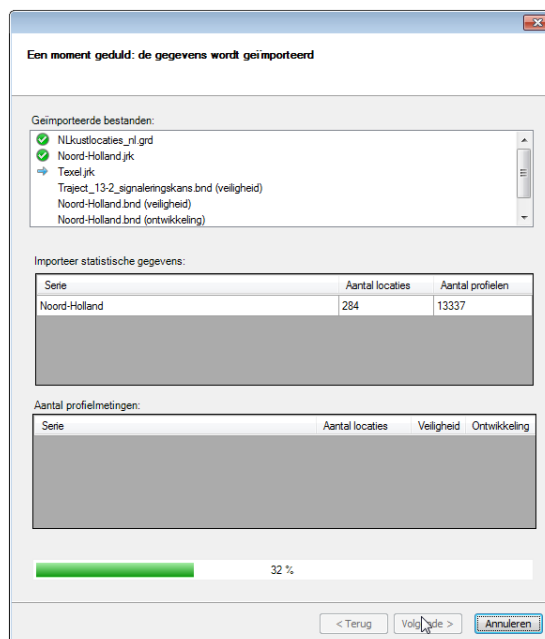 Een moment geduld: de gegevens wordt geïmporteerd
Geïmporteerde bestanden:
NLkustlocaties_nl.grd
Noord-Holland.jrk
Texel.jrk
Traject_13-2_signaleringskans.bnd (veiligheid)
Noord-Holland.bnd (veiligheid)
Noord-Holland.bnd (ontwikkeling)
Importeer statistische gegevens:
Serie Aantal locaties Aantal profielen
Noord-Holland 284 13337
Aantal profielmetingen:
Serie Aantal locaties Veiligheid Ontwikkeling
32 %
< Terug Volgende > Annuleren